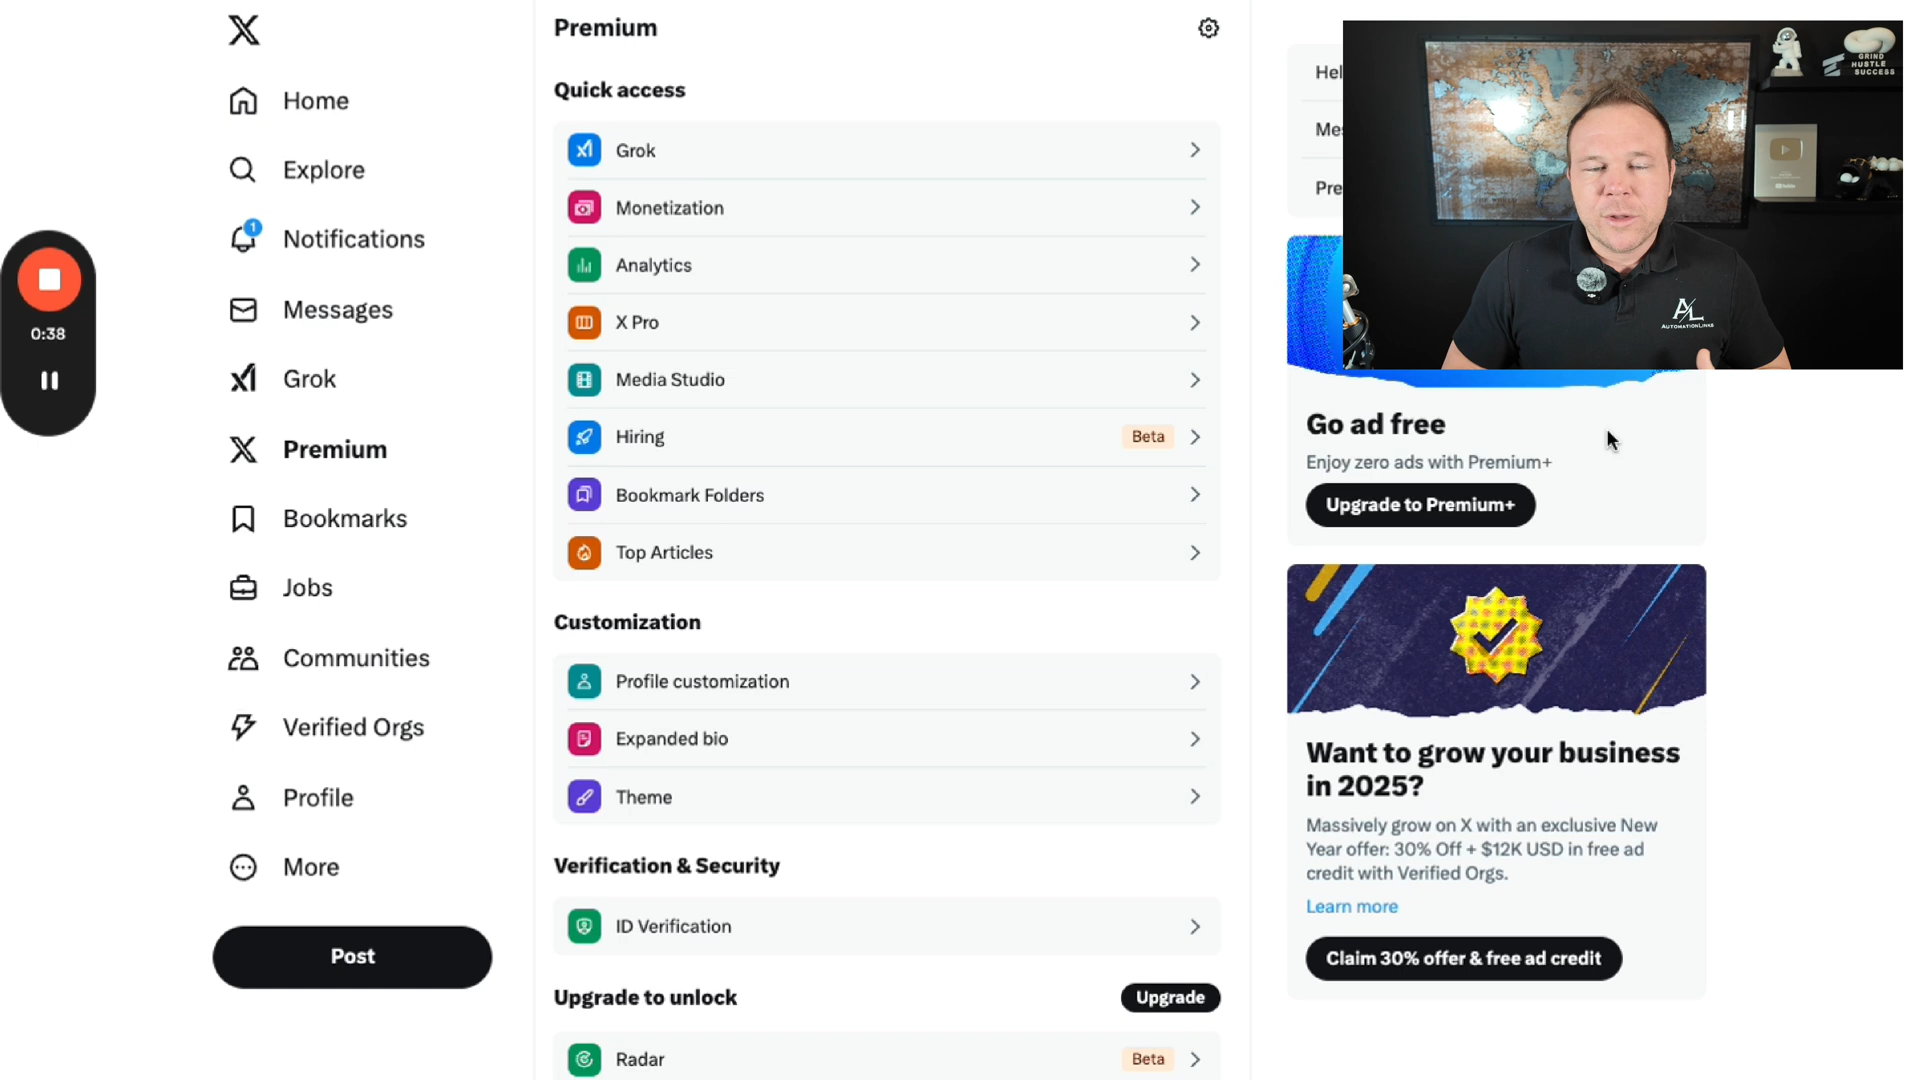 Home
Explore
1
Notifications
Messages
Grok
Premium
Bookmarks
Jobs
Communities
Verified Orgs
Profile
More
Post
0:38
Premium
Quick access
Grok
Monetization
Analytics
X Pro
Media Studio
Hiring
Beta
Bookmark Folders
Top Articles
Customization
Profile customization
Expanded bio
Theme
Verification & Security
ID Verification
Upgrade to unlock
Upgrade
Radar
Beta
Hel
Mes
Pre
GRIND
HUSTLE
SUCCESS
AL
AUTOMATIONLINKS
Go ad free
Enjoy zero ads with Premium+
Upgrade to Premium+
Want to grow your business
in 2025?
Massively grow on X with an exclusive New
Year offer: 30% Off + $12K USD in free ad
credit with Verified Orgs.
Learn more
Claim 30% offer & free ad credit